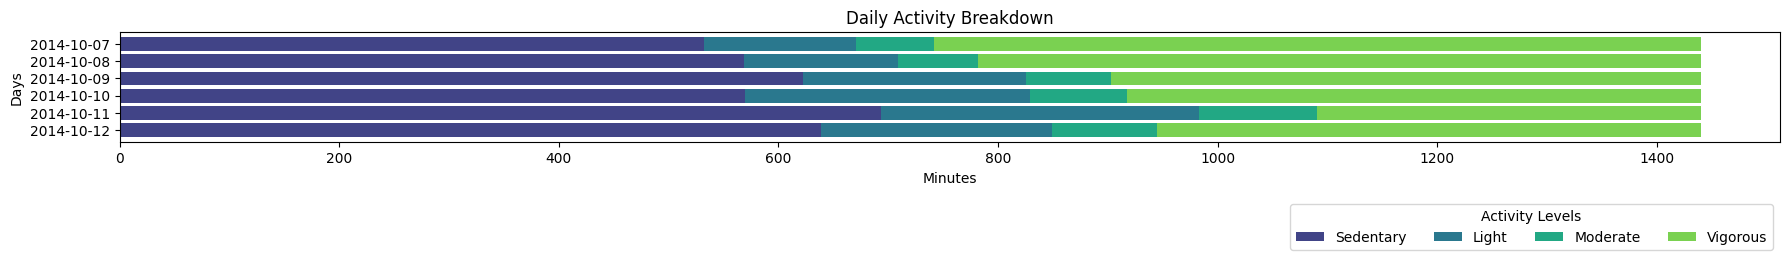 Daily Activity Breakdown
Days
2014-10-07
2014-10-08
2014-10-09
2014-10-10
2014-10-11
2014-10-12
0 200 400 600 800 1000 1200 1400
Minutes
Activity Levels
Sedentary Light Moderate Vigorous